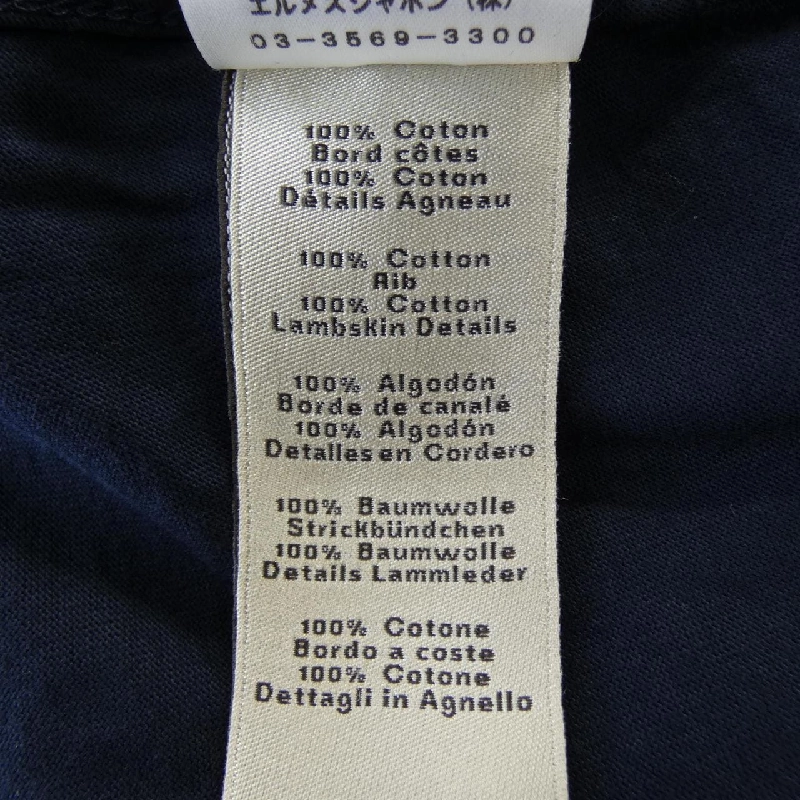 エルメスジャポン（株）
03-3569-3300
100% Coton
Bord côtes
100% Coton
Détails Agneau
100% Cotton
Rib
100% Cotton
Lambskin Details
100% Algodón
Borde de canalé
100% Algodón
Detalles en Cordero
100% Baumwolle
Strickbündchen
100% Baumwolle
Details Lammleder
100% Cotone
Bordo a coste
100% Cotone
Dettagli in Agnello